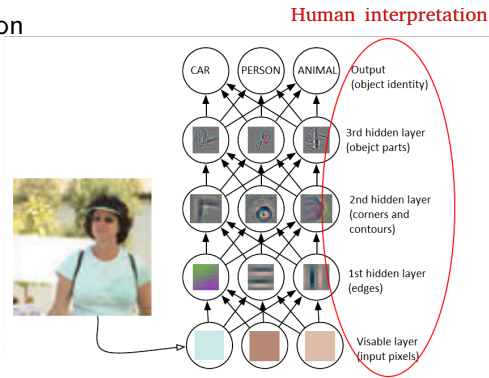 on
Human interpretation
CAR PERSON ANIMAL Output
(object identity)
3rd hidden layer
(obejct parts)
2nd hidden layer
(corners and
contours)
1st hidden layer
(edges)
Visable layer
(input pixels)